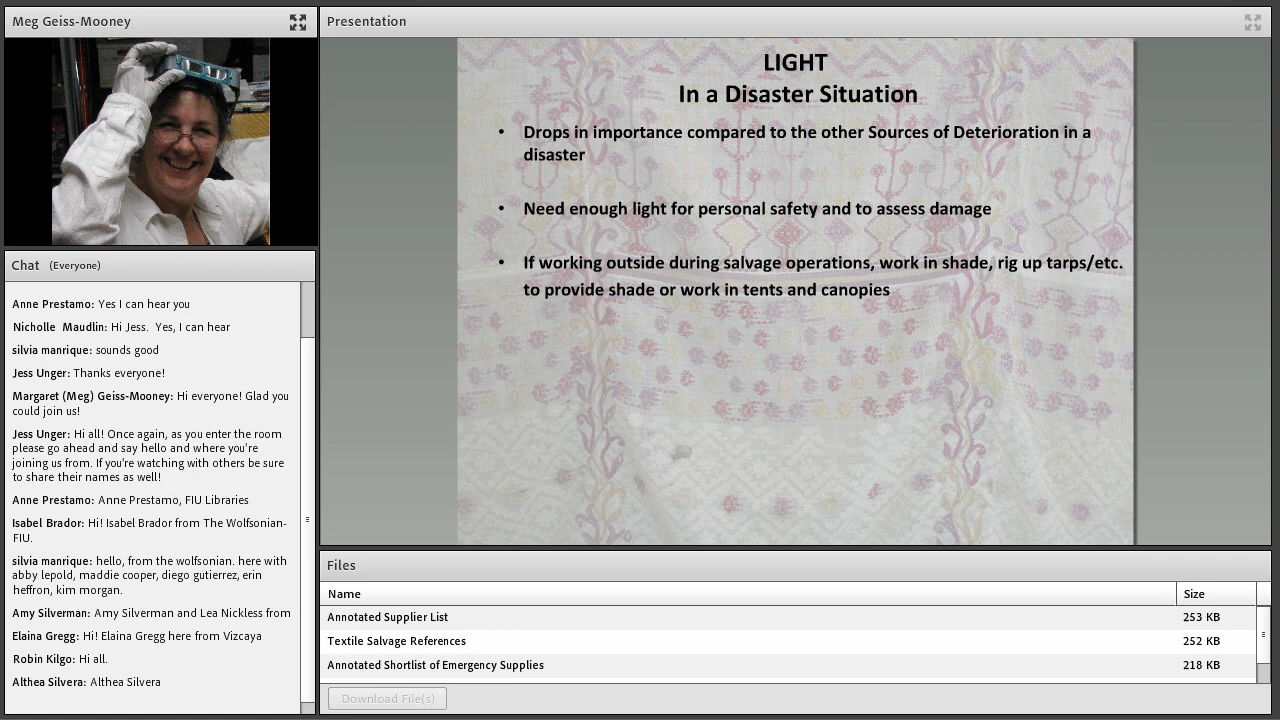 Meg Geiss-Mooney
Presentation
LIGHT
In a Disaster Situation
• Drops in importance compared to the other Sources of Deterioration in a
disaster
• Need enough light for personal safety and to assess damage
• If working outside during salvage operations, work in shade, rig up tarps/etc.
to provide shade or work in tents and canopies
Chat (Everyone)
Anne Prestamo: Yes I can hear you
Nicholle Maudlin: Hi Jess. Yes, I can hear
silvia manrique: sounds good
Jess Unger: Thanks everyone!
Margaret (Meg) Geiss-Mooney: Hi everyone! Glad you
could join us!
Jess Unger: Hi all! Once again, as you enter the room
please go ahead and say hello and where you're
joining us from. If you're watching with others be sure
to share their names as well!
Anne Prestamo: Anne Prestamo, FIU Libraries
Isabel Brador: Hi! Isabel Brador from The Wolfsonian-
FIU.
silvia manrique: hello, from the wolfsonian. here with
abby lepold, maddie cooper, diego gutierrez, erin
heffron, kim morgan.
Amy Silverman: Amy Silverman and Lea Nickless from
Elaina Gregg: Hi! Elaina Gregg here from Vizcaya
Robin Kilgo: Hi all.
Althea Silvera: Althea Silvera
Files
Name Size
Annotated Supplier List 253 KB
Textile Salvage References 252 KB
Annotated Shortlist of Emergency Supplies 218 KB
Download File(s)